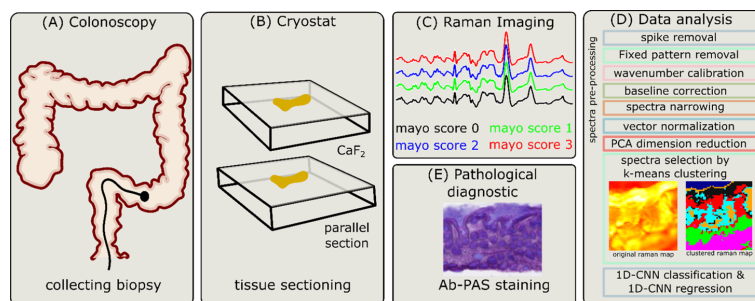 (A) Colonoscopy
collecting biopsy
(B) Cryostat
CaF2
parallel
section
tissue sectioning
(C) Raman Imaging
mayo score 0 mayo score 1
mayo score 2 mayo score 3
(E) Pathological
diagnostic
Ab-PAS staining
(D) Data analysis
spectra pre-processing
spike removal
Fixed pattern removal
wavenumber calibration
baseline correction
spectra narrowing
vector normalization
PCA dimension reduction
spectra selection by
k-means clustering
original raman map clustered raman map
1D-CNN classification &
1D-CNN regression